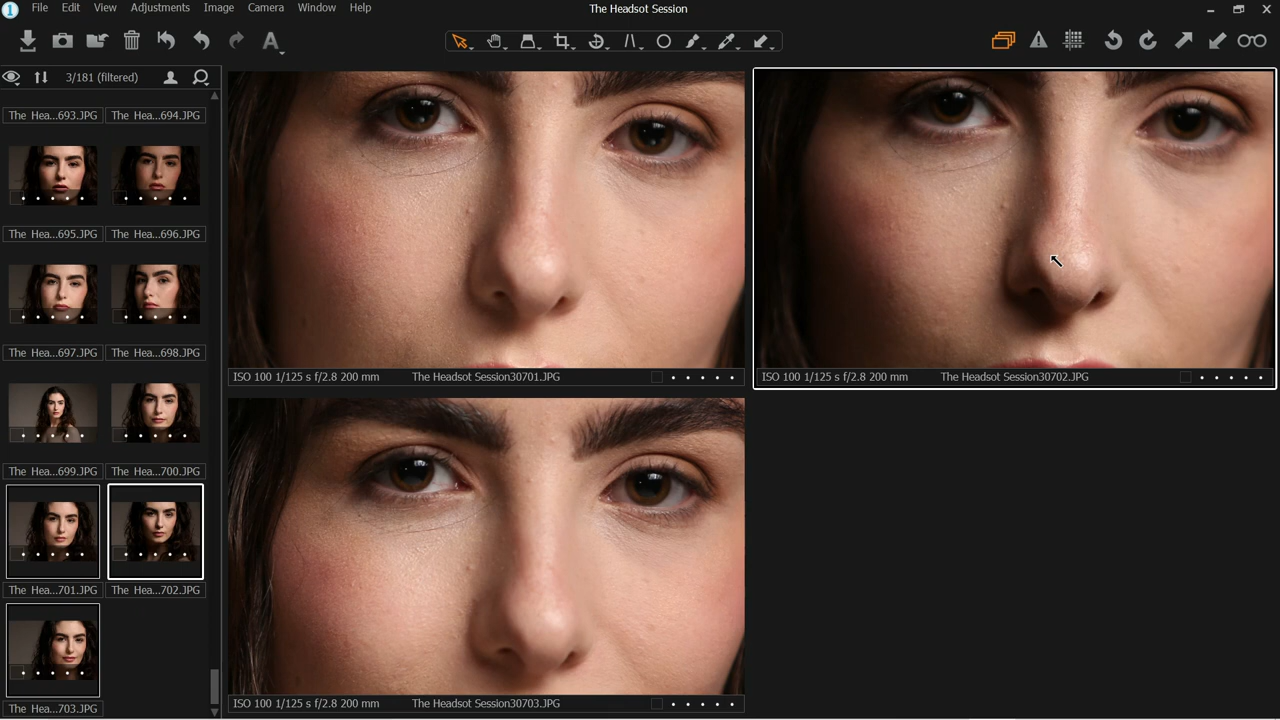 File Edit View Adjustments Image Camera Window Help
The Headsot Session
3/181 (filtered)
The Hea...693.JPG
The Hea...694.JPG
The Hea...695.JPG
The Hea...696.JPG
The Hea...697.JPG
The Hea...698.JPG
The Hea...699.JPG
The Hea...700.JPG
The Hea...701.JPG
The Hea...702.JPG
The Hea...703.JPG
ISO 100 1/125 s f/2.8 200 mm The Headsot Session30701.JPG
ISO 100 1/125 s f/2.8 200 mm The Headsot Session30702.JPG
ISO 100 1/125 s f/2.8 200 mm The Headsot Session30703.JPG